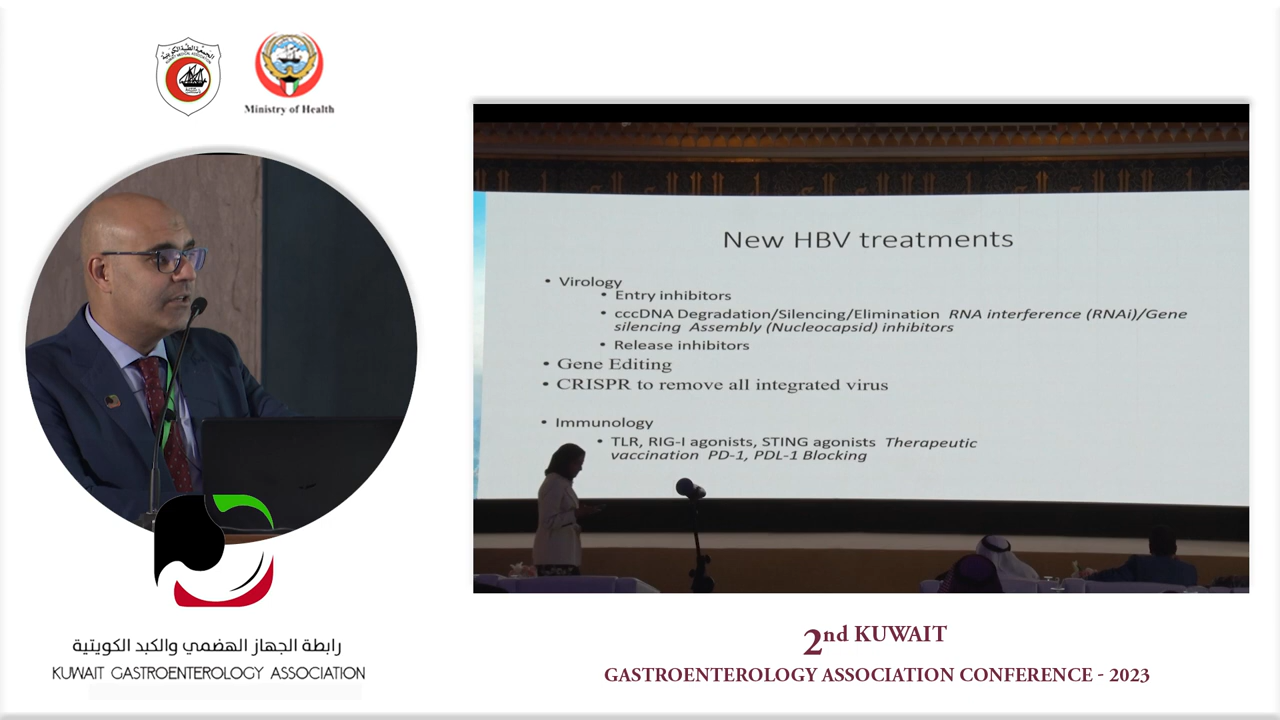 Ministry of Health
New HBV treatments
• Virology
• Entry inhibitors
• cccDNA Degradation/Silencing/Elimination RNA interference (RNAi)/Gene
silencing Assembly (Nucleocapsid) inhibitors
• Release inhibitors
• Gene Editing
• CRISPR to remove all integrated virus
• Immunology
• TLR, RIG-I agonists, STING agonists Therapeutic
vaccination PD-1, PDL-1 Blocking
رابطة الجهاز الهضمي والكبد الكويتية
KUWAIT GASTROENTEROLOGY ASSOCIATION
2nd KUWAIT
GASTROENTEROLOGY ASSOCIATION CONFERENCE - 2023